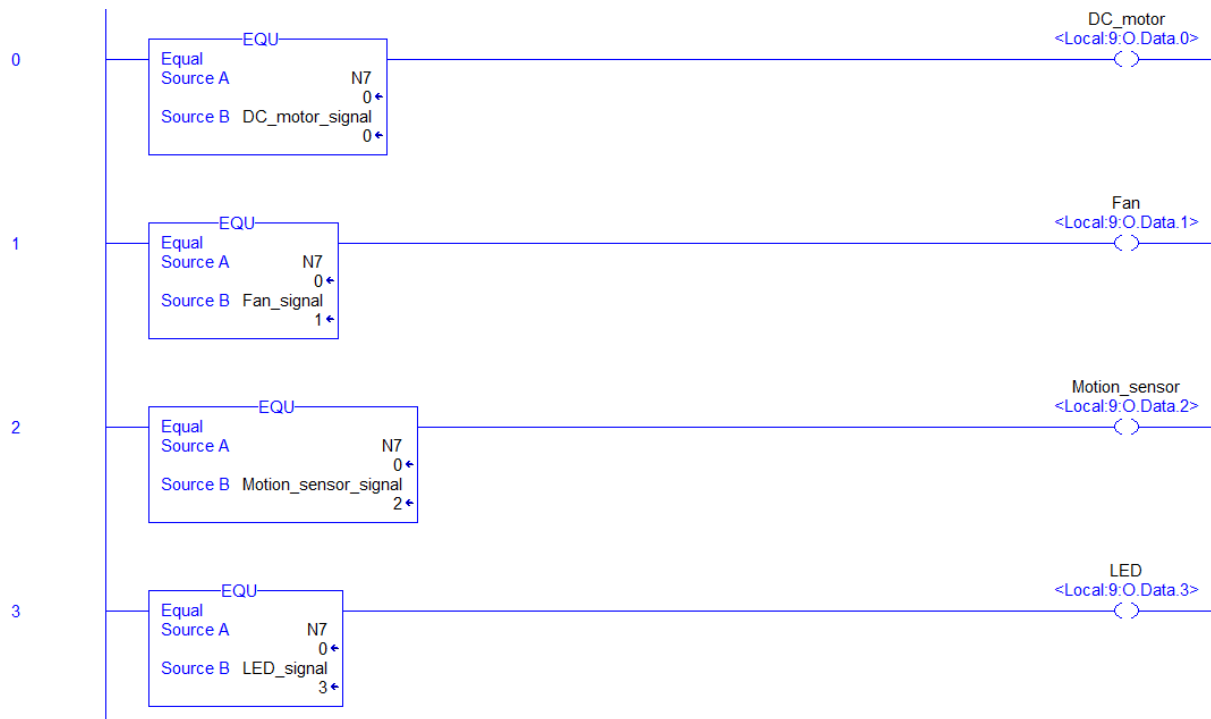 DC_motor
<Local:9:O.Data.0>
0
EQU
Equal
Source A N7
0
Source B DC_motor_signal
0
Fan
<Local:9:O.Data.1>
1
EQU
Equal
Source A N7
0
Source B Fan_signal
1
Motion_sensor
<Local:9:O.Data.2>
2
EQU
Equal
Source A N7
0
Source B Motion_sensor_signal
2
LED
<Local:9:O.Data.3>
3
EQU
Equal
Source A N7
0
Source B LED_signal
3